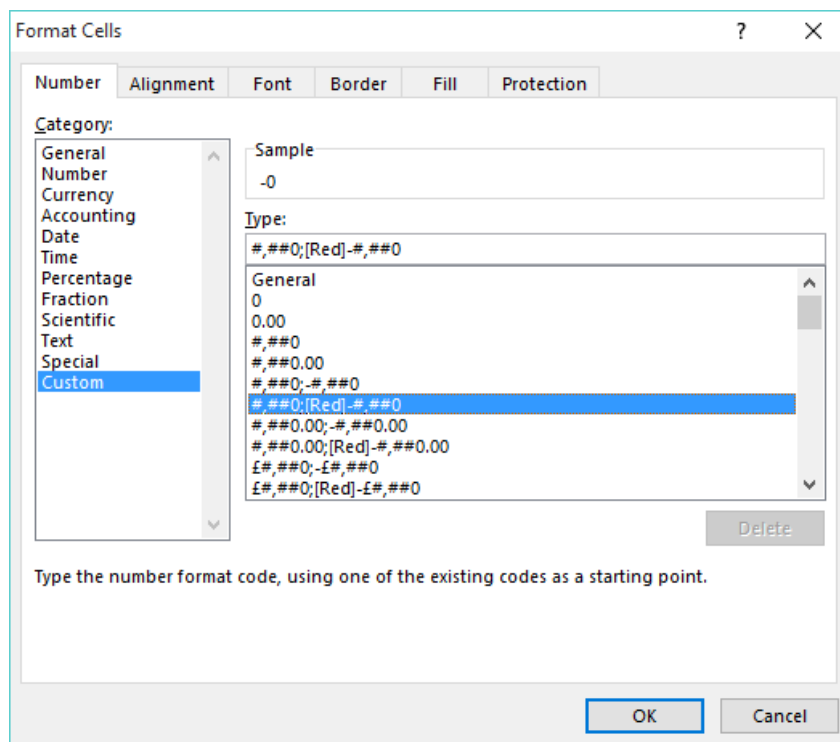 Format Cells ? X
Number Alignment Font Border Fill Protection
Category:
General
Number
Currency
Accounting
Date
Time
Percentage
Fraction
Scientific
Text
Special
Custom
Sample
-0
Type:
#,##0;[Red]-#,##0
General
0
0.00
#,##0
#,##0.00
#,##0;-#,##0
#,##0;[Red]-#,##0
#,##0.00;-#,##0.00
#,##0.00;[Red]-#,##0.00
£#,##0;-£#,##0
£#,##0;[Red]-£#,##0
Delete
Type the number format code, using one of the existing codes as a starting point.
OK Cancel